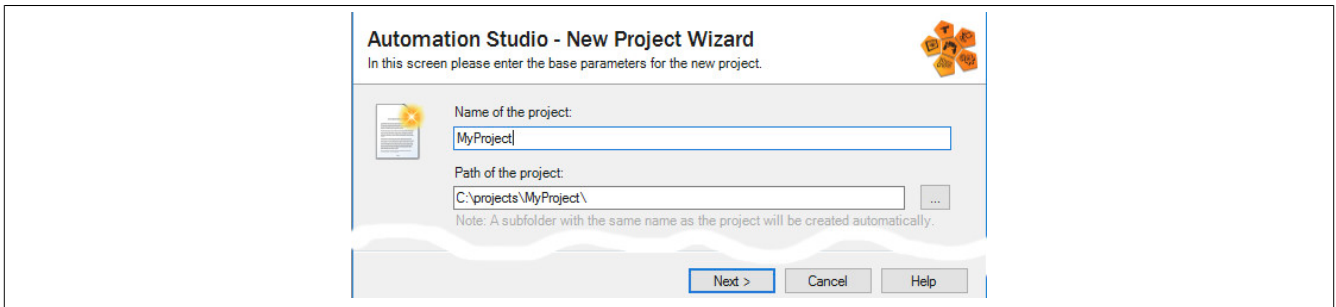 Automation Studio - New Project Wizard
In this screen please enter the base parameters for the new project.
Name of the project:
MyProject
Path of the project:
C:\projects\MyProject\
...
Note: A subfolder with the same name as the project will be created automatically.
Next >
Cancel
Help